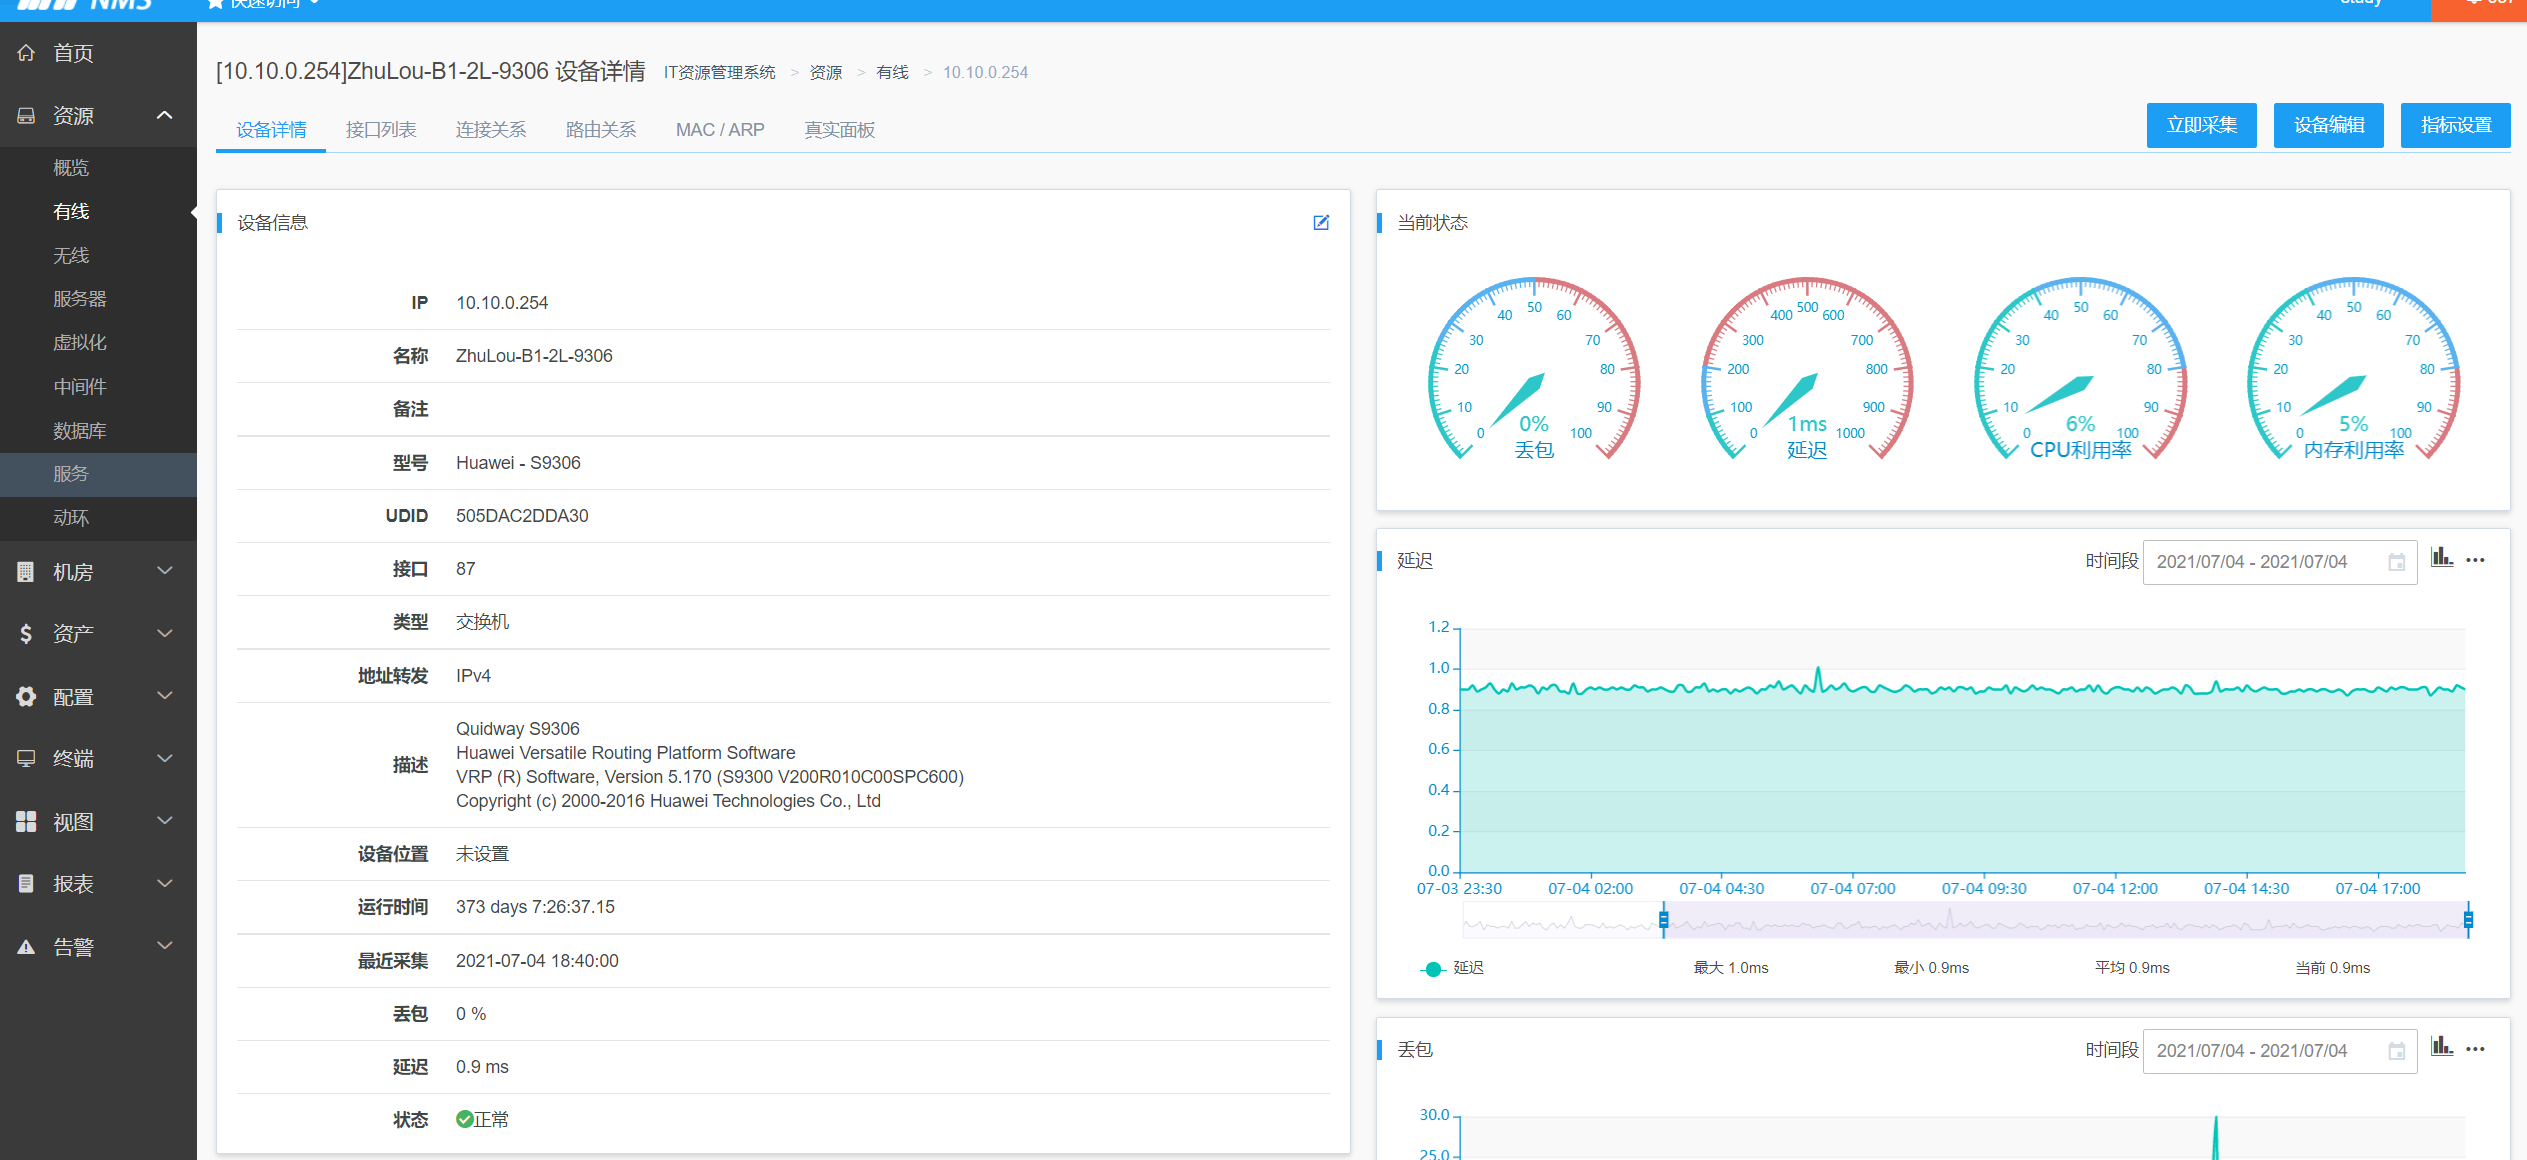 NMS
快速访问
study
首页
资源
概览
有线
无线
服务器
虚拟化
中间件
数据库
服务
动环
机房
资产
配置
终端
视图
报表
告警
[10.10.0.254]ZhuLou-B1-2L-9306 设备详情 IT资源管理系统 > 资源 > 有线 > 10.10.0.254
设备详情 接口列表 连接关系 路由关系 MAC / ARP 真实面板
立即采集 设备编辑 指标设置
设备信息
IP 10.10.0.254
名称 ZhuLou-B1-2L-9306
备注
型号 Huawei - S9306
UDID 505DAC2DDA30
接口 87
类型 交换机
地址转发 IPv4
描述
Quidway S9306
Huawei Versatile Routing Platform Software
VRP (R) Software, Version 5.170 (S9300 V200R010C00SPC600)
Copyright (c) 2000-2016 Huawei Technologies Co., Ltd
设备位置 未设置
运行时间 373 days 7:26:37.15
最近采集 2021-07-04 18:40:00
丢包 0 %
延迟 0.9 ms
状态 正常
当前状态
0 10 20 30 40 50 60 70 80 90 100
0%
丢包
0 100 200 300 400 500 600 700 800 900 1000
1ms
延迟
0 10 20 30 40 50 60 70 80 90 100
6%
CPU利用率
0 10 20 30 40 50 60 70 80 90 100
5%
内存利用率
延迟
时间段 2021/07/04 - 2021/07/04
1.2
1.0
0.8
0.6
0.4
0.2
0.0
07-03 23:30 07-04 02:00 07-04 04:30 07-04 07:00 07-04 09:30 07-04 12:00 07-04 14:30 07-04 17:00
延迟 最大 1.0ms 最小 0.9ms 平均 0.9ms 当前 0.9ms
丢包
时间段 2021/07/04 - 2021/07/04
30.0
25.0